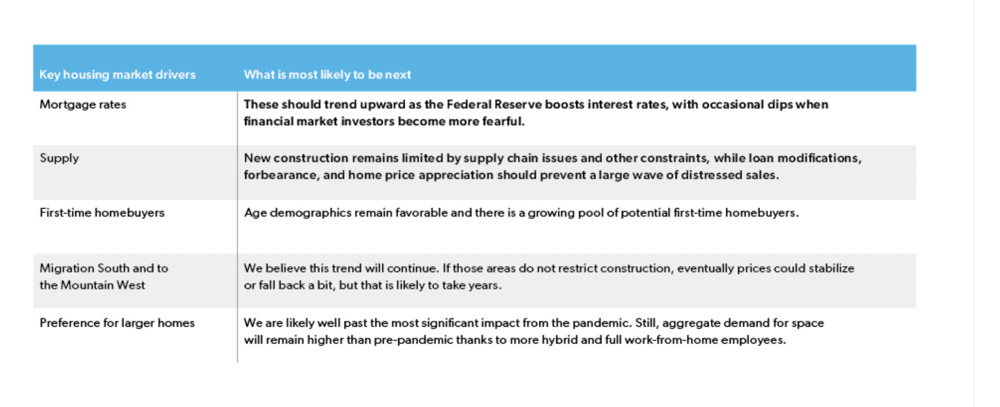 Key housing market drivers
What is most likely to be next
Mortgage rates
These should trend upward as the Federal Reserve boosts interest rates, with occasional dips when
financial market investors become more fearful.
Supply
New construction remains limited by supply chain issues and other constraints, while loan modifications,
forbearance, and home price appreciation should prevent a large wave of distressed sales.
First-time homebuyers
Age demographics remain favorable and there is a growing pool of potential first-time homebuyers.
Migration South and to
the Mountain West
We believe this trend will continue. If those areas do not restrict construction, eventually prices could stabilize
or fall back a bit, but that is likely to take years.
Preference for larger homes
We are likely well past the most significant impact from the pandemic. Still, aggregate demand for space
will remain higher than pre-pandemic thanks to more hybrid and full work-from-home employees.